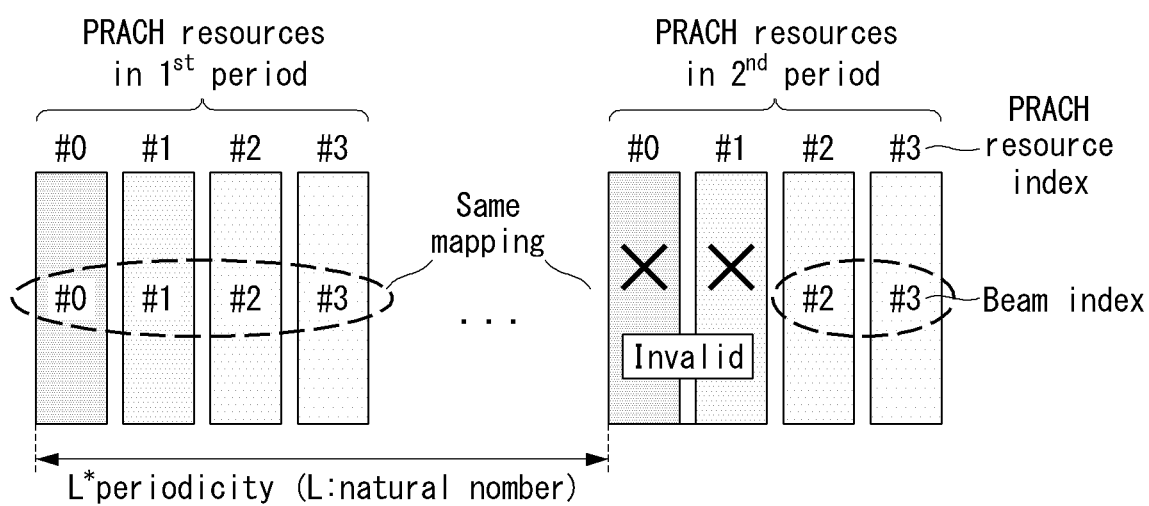 PRACH resources
in 1st period
PRACH resources
in 2nd period
#0 #1 #2 #3
#0 #1 #2 #3
PRACH
resource
index
Same
mapping
#0 #1 #2 #3
...
#2 #3
Beam index
Invalid
L*periodicity (L:natural nomber)